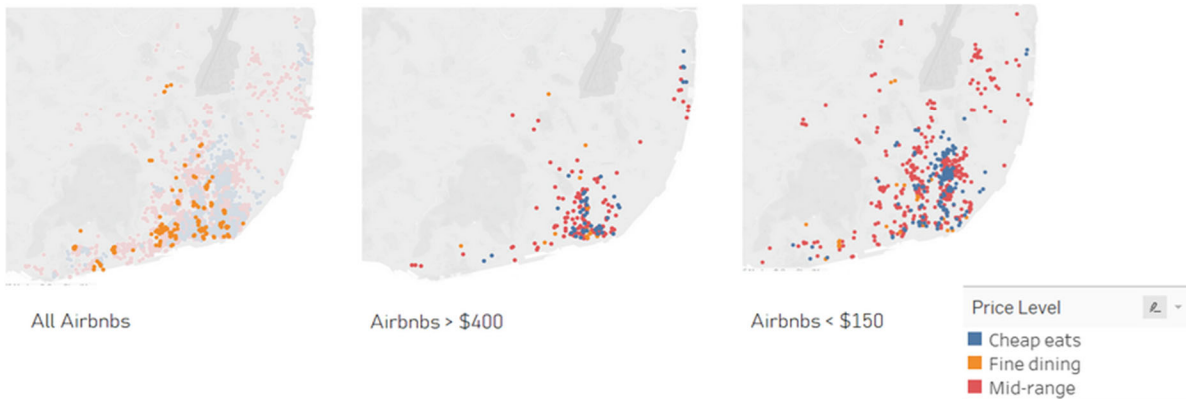 All Airbnbs
Airbnbs > $400
Airbnbs < $150
Price Level
Cheap eats
Fine dining
Mid-range